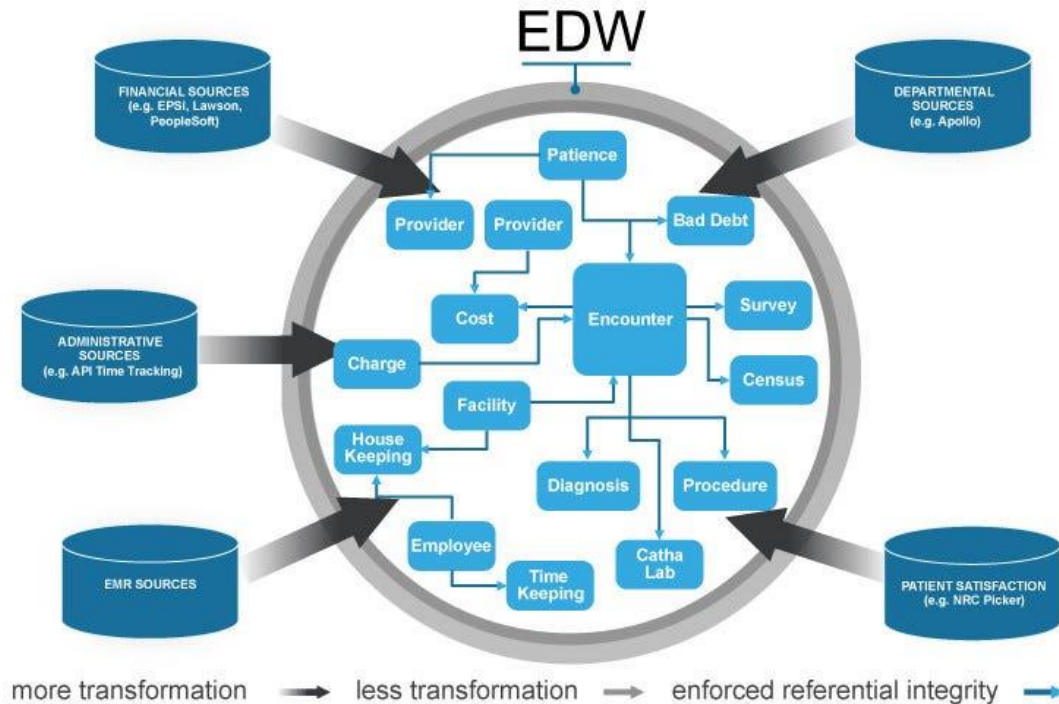 EDW
FINANCIAL SOURCES
(e.g. EPSi, Lawson,
PeopleSoft)
DEPARTMENTAL
SOURCES
(e.g. Apollo)
Patience
Provider
Provider
Bad Debt
Cost
Encounter
Survey
ADMINISTRATIVE
SOURCES
(e.g. API Time Tracking)
Charge
Census
Facility
House
Keeping
Diagnosis
Procedure
Employee
Catha
Lab
Time
Keeping
EMR SOURCES
PATIENT SATISFACTION
(e.g. NRC Picker)
more transformation
less transformation
enforced referential integrity